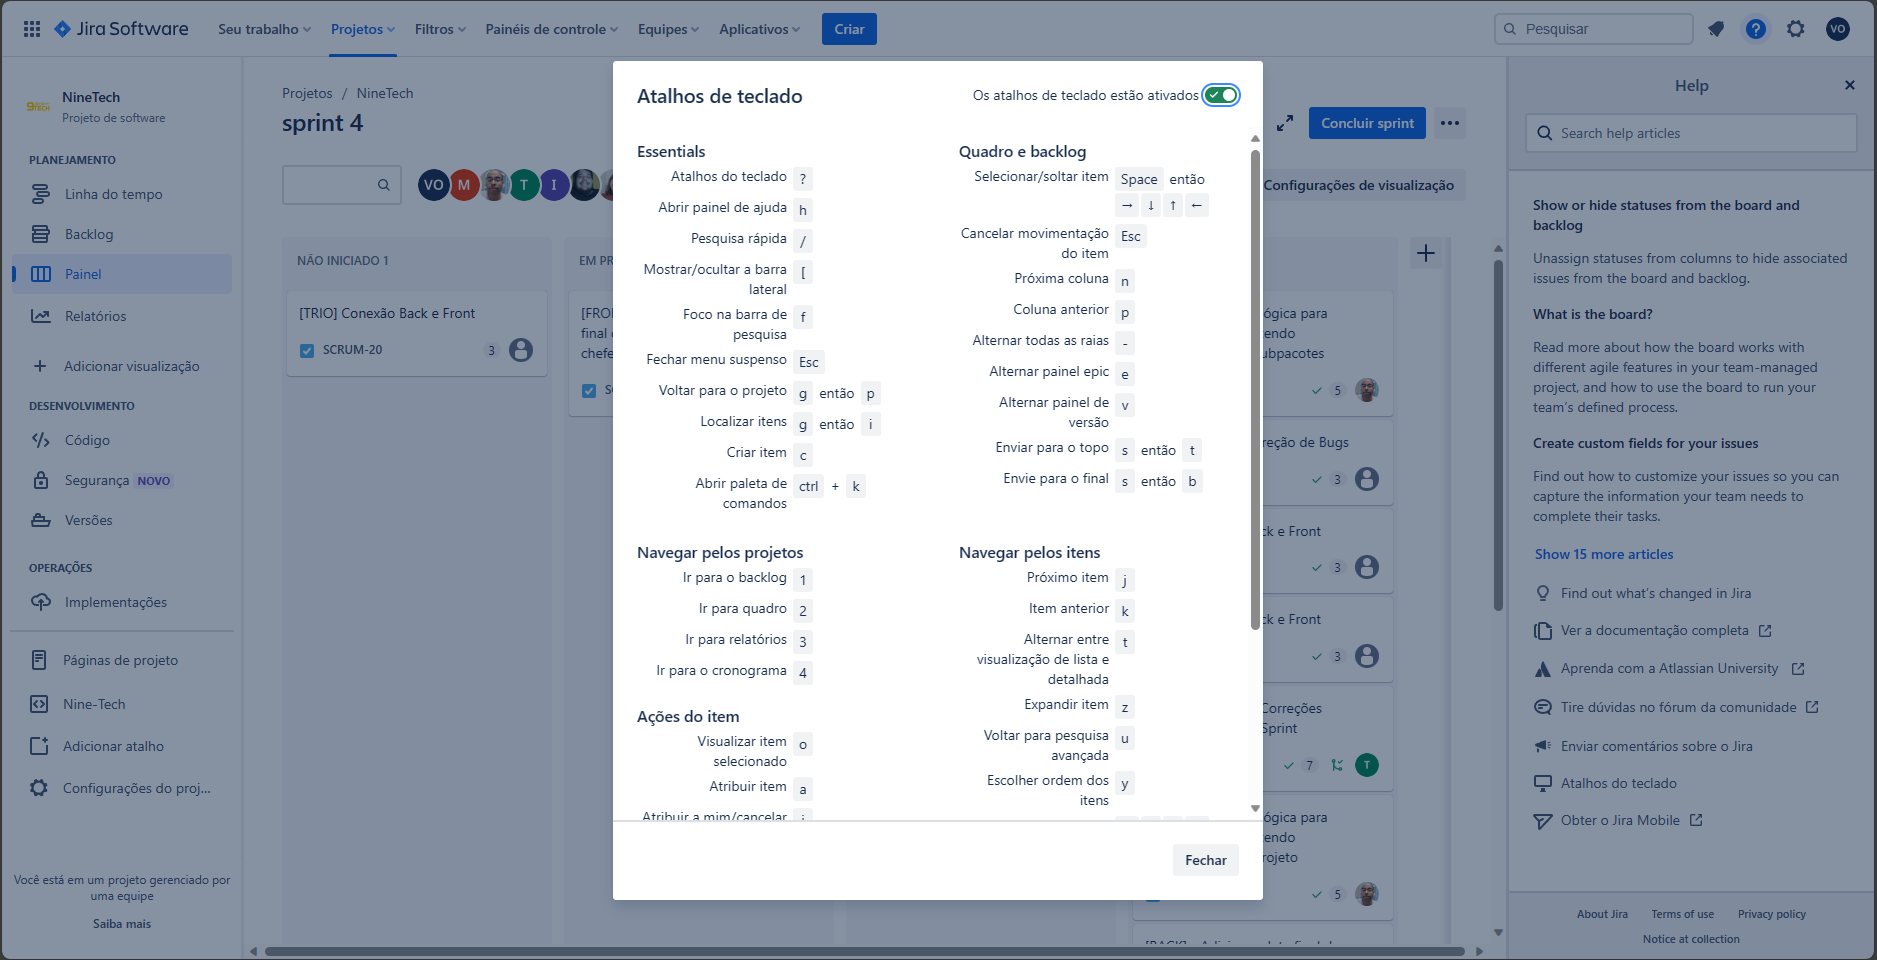 Jira Software
Seu trabalho
Projetos
Filtros
Painéis de controle
Equipes
Aplicativos
Criar
Pesquisar
?
VO
NineTech
Projeto de software
PLANEJAMENTO
Linha do tempo
Backlog
Painel
Relatórios
Adicionar visualização
DESENVOLVIMENTO
Código
Segurança NOVO
Versões
OPERAÇÕES
Implementações
Páginas de projeto
Nine-Tech
Adicionar atalho
Configurações do proj...
Você está em um projeto gerenciado por
uma equipe
Saiba mais
Projetos / NineTech
sprint 4
VO
M
T
I
Concluir sprint
Configurações de visualização
NÃO INICIADO 1
[TRIO] Conexão Back e Front
SCRUM-20
3
EM PR
[FRO
final
chefe
Atalhos de teclado
Os atalhos de teclado estão ativados
Essentials
Atalhos do teclado ?
Abrir painel de ajuda h
Pesquisa rápida /
Mostrar/ocultar a barra [
lateral
Foco na barra de f
pesquisa
Fechar menu suspenso Esc
Voltar para o projeto g então p
Localizar itens g então i
Criar item c
Abrir paleta de ctrl + k
comandos
Navegar pelos projetos
Ir para o backlog 1
Ir para quadro 2
Ir para relatórios 3
Ir para o cronograma 4
Ações do item
Visualizar item o
selecionado
Atribuir item a
Atribuir a mim/cancelar i
Quadro e backlog
Selecionar/soltar item Space então
→ ↓ ↑ ←
Cancelar movimentação Esc
do item
Próxima coluna n
Coluna anterior p
Alternar todas as raias -
Alternar painel epic e
Alternar painel de v
versão
Enviar para o topo s então t
Envie para o final s então b
Navegar pelos itens
Próximo item j
Item anterior k
Alternar entre t
visualização de lista e
detalhada
Expandir item z
Voltar para pesquisa u
avançada
Escolher ordem dos y
itens
Fechar
ógica para
endo
ubpacotes
5
reção de Bugs
3
ck e Front
3
ck e Front
3
Correções
Sprint
7
T
ógica para
endo
rojeto
5
Help
Search help articles
Show or hide statuses from the board and
backlog
Unassign statuses from columns to hide associated
issues from the board and backlog.
What is the board?
Read more about how the board works with
different agile features in your team-managed
project, and how to use the board to run your
team's defined process.
Create custom fields for your issues
Find out how to customize your issues so you can
capture the information your team needs to
complete their tasks.
Show 15 more articles
Find out what's changed in Jira
Ver a documentação completa
Aprenda com a Atlassian University
Tire dúvidas no fórum da comunidade
Enviar comentários sobre o Jira
Atalhos do teclado
Obter o Jira Mobile
About Jira
Terms of use
Privacy policy
Notice at collection